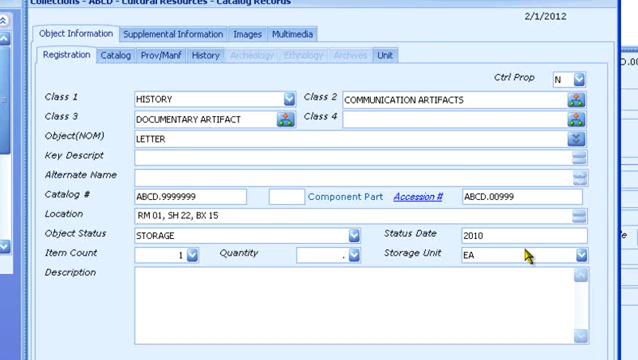 Collections - ABCD - Cultural Resources - Catalog Records
2/1/2012
Object Information Supplemental Information Images Multimedia
Registration Catalog Prov/Manf History Archeology Ethnology Archives Unit
Ctrl Prop N
Class 1 HISTORY Class 2 COMMUNICATION ARTIFACTS
Class 3 DOCUMENTARY ARTIFACT Class 4
Object(NOM) LETTER
Key Descript
Alternate Name
Catalog # ABCD.9999999 Component Part Accession # ABCD.00999
Location RM 01, SH 22, BX 15
Object Status STORAGE Status Date 2010
Item Count 1 Quantity . Storage Unit EA
Description